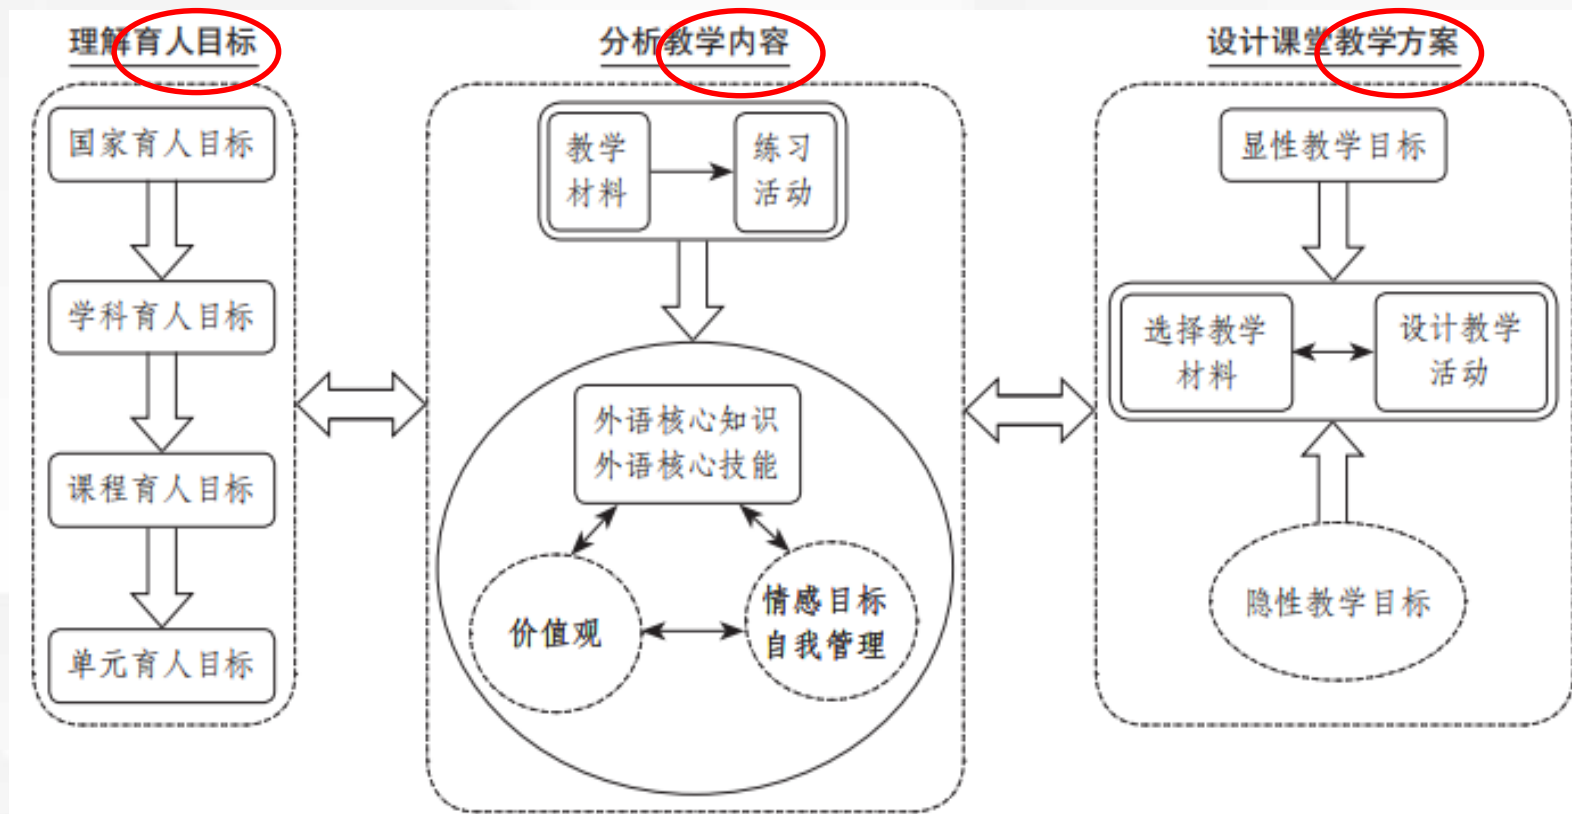 理解育人目标
国家育人目标
学科育人目标
课程育人目标
单元育人目标
分析教学内容
教学
材料
练习
活动
外语核心知识
外语核心技能
价值观
情感目标
自我管理
设计课堂教学方案
显性教学目标
选择教学
材料
设计教学
活动
隐性教学目标